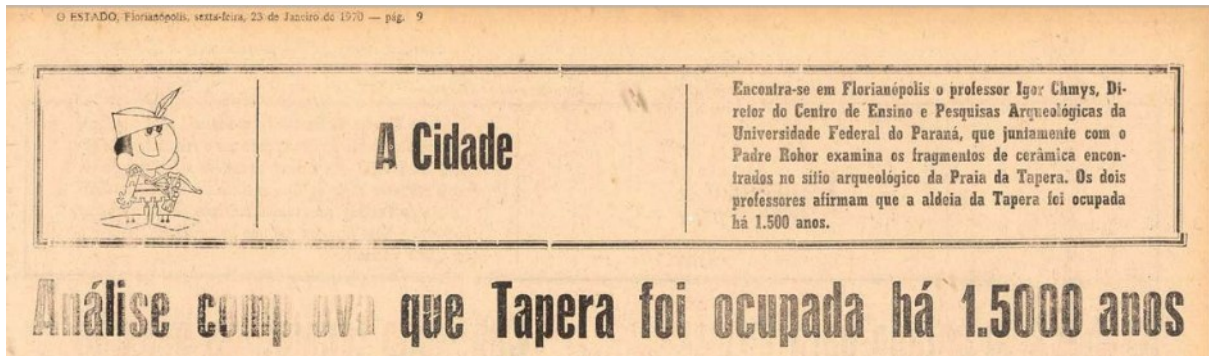 O ESTADO, Florianópolis, sexta-feira, 23 de Janeiro de 1970 — pág. 9
A Cidade
Encontra-se em Florianópolis o professor Igor Chmys, Di-
retor do Centro de Ensino e Pesquisas Arqueológicas da
Universidade Federal do Paraná, que juntamente com o
Padre Rohor examina os fragmentos de cerâmica encon-
trados no sítio arqueológico da Praia da Tapera. Os dois
professores afirmam que a aldeia da Tapera foi ocupada
há 1.500 anos.
Análise comp ova que Tapera foi ocupada há 1.5000 anos